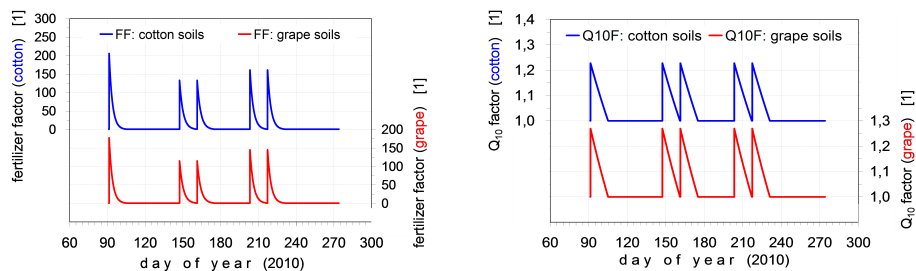 300
250
200
150
100
50
0
fertilizer factor (cotton) [1]
FF: cotton soils
FF: grape soils
200
150
100
50
0
fertilizer factor (grape) [1]
60 90 120 150 180 210 240 270 300
day of year (2010)
1,4
1,3
1,2
1,1
1,0
Q10 factor (cotton) [1]
Q10F: cotton soils
Q10F: grape soils
1,3
1,2
1,1
1,0
Q10 factor (grape) [1]
60 90 120 150 180 210 240 270 300
day of year (2010)